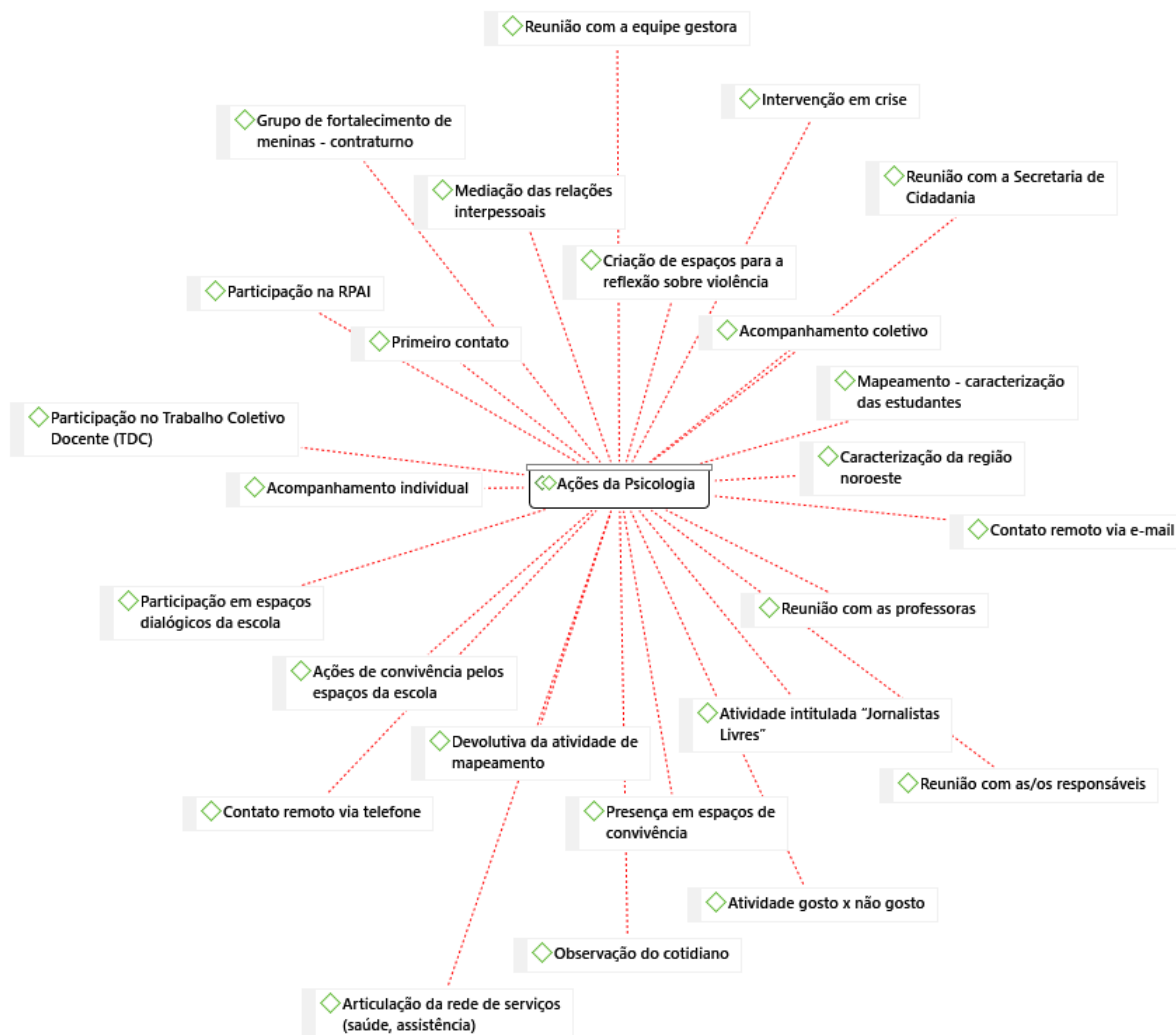 Reunião com a equipe gestora
Intervenção em crise
Grupo de fortalecimento de
meninas - contraturno
Reunião com a Secretaria de
Cidadania
Mediação das relações
interpessoais
Criação de espaços para a
reflexão sobre violência
Participação na RPAI
Acompanhamento coletivo
Primeiro contato
Mapeamento - caracterização
das estudantes
Participação no Trabalho Coletivo
Docente (TDC)
Caracterização da região
noroeste
Acompanhamento individual
Ações da Psicologia
Contato remoto via e-mail
Participação em espaços
dialógicos da escola
Reunião com as professoras
Ações de convivência pelos
espaços da escola
Atividade intitulada “Jornalistas
Livres”
Devolutiva da atividade de
mapeamento
Reunião com as/os responsáveis
Contato remoto via telefone
Presença em espaços de
convivência
Atividade gosto x não gosto
Observação do cotidiano
Articulação da rede de serviços
(saúde, assistência)